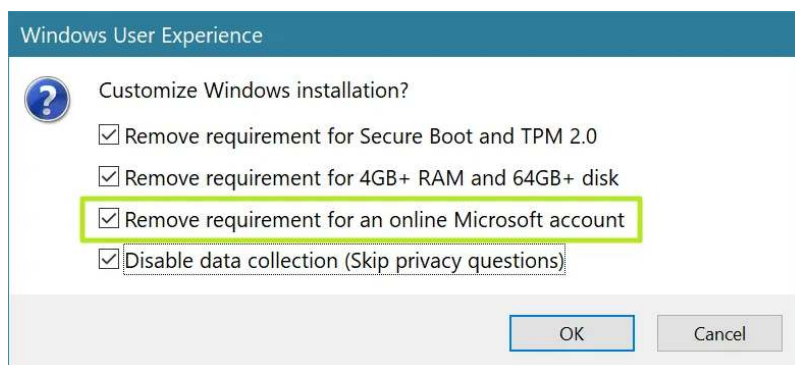 Windows User Experience
Customize Windows installation?
Remove requirement for Secure Boot and TPM 2.0
Remove requirement for 4GB+ RAM and 64GB+ disk
Remove requirement for an online Microsoft account
Disable data collection (Skip privacy questions)
OK Cancel